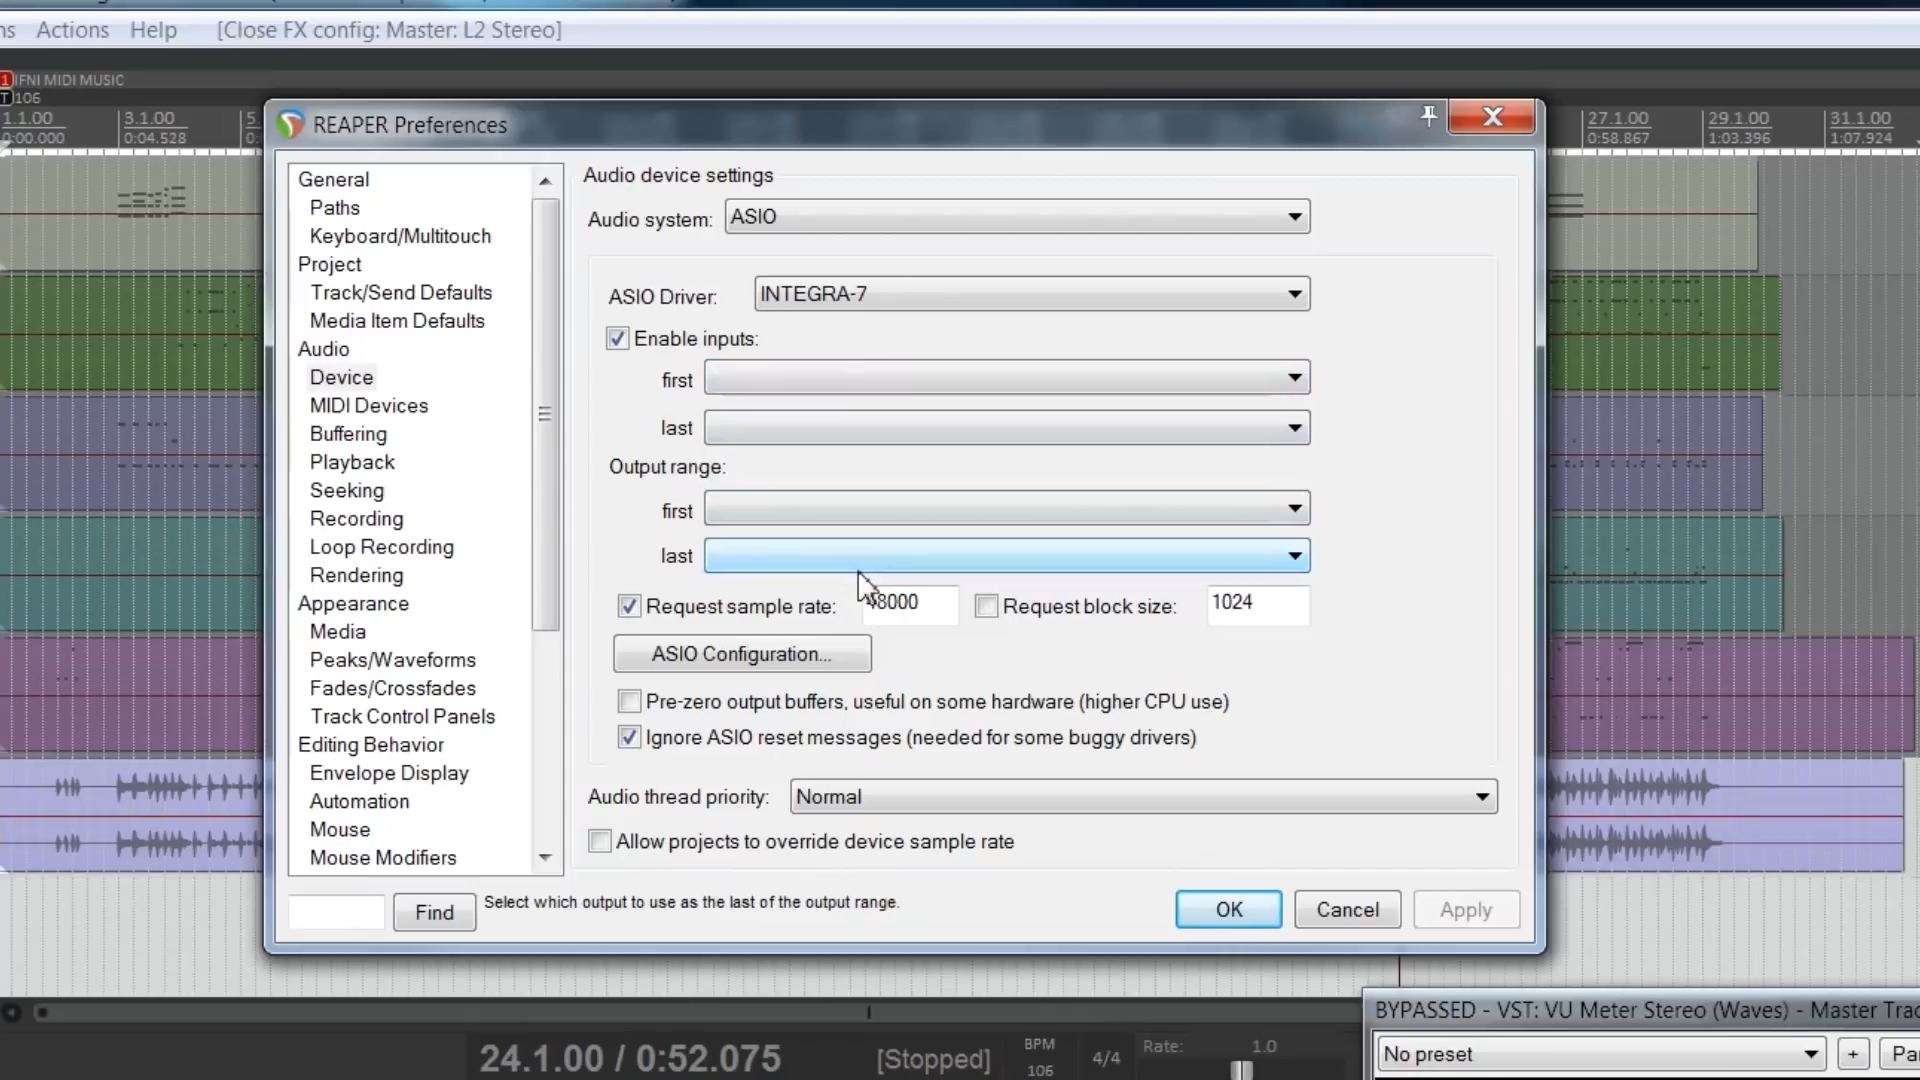 ns Actions Help [Close FX config: Master: L2 Stereo]
1 IFNI MIDI MUSIC
T 106
1.1.00 3.1.00 5. 27.1.00 29.1.00 31.1.00
0:00.000 0:04.528 0: 0:58.867 1:03.396 1:07.924
REAPER Preferences
General
Paths
Keyboard/Multitouch
Project
Track/Send Defaults
Media Item Defaults
Audio
Device
MIDI Devices
Buffering
Playback
Seeking
Recording
Loop Recording
Rendering
Appearance
Media
Peaks/Waveforms
Fades/Crossfades
Track Control Panels
Editing Behavior
Envelope Display
Automation
Mouse
Mouse Modifiers
Audio device settings
Audio system: ASIO
ASIO Driver: INTEGRA-7
Enable inputs:
first
last
Output range:
first
last
Request sample rate: 48000 Request block size: 1024
ASIO Configuration...
Pre-zero output buffers, useful on some hardware (higher CPU use)
Ignore ASIO reset messages (needed for some buggy drivers)
Audio thread priority: Normal
Allow projects to override device sample rate
Find Select which output to use as the last of the output range.
OK Cancel Apply
BYPASSED - VST: VU Meter Stereo (Waves) - Master Trac
No preset + Par
24.1.00 / 0:52.075 [Stopped]
BPM
106
4/4
Rate: 1.0